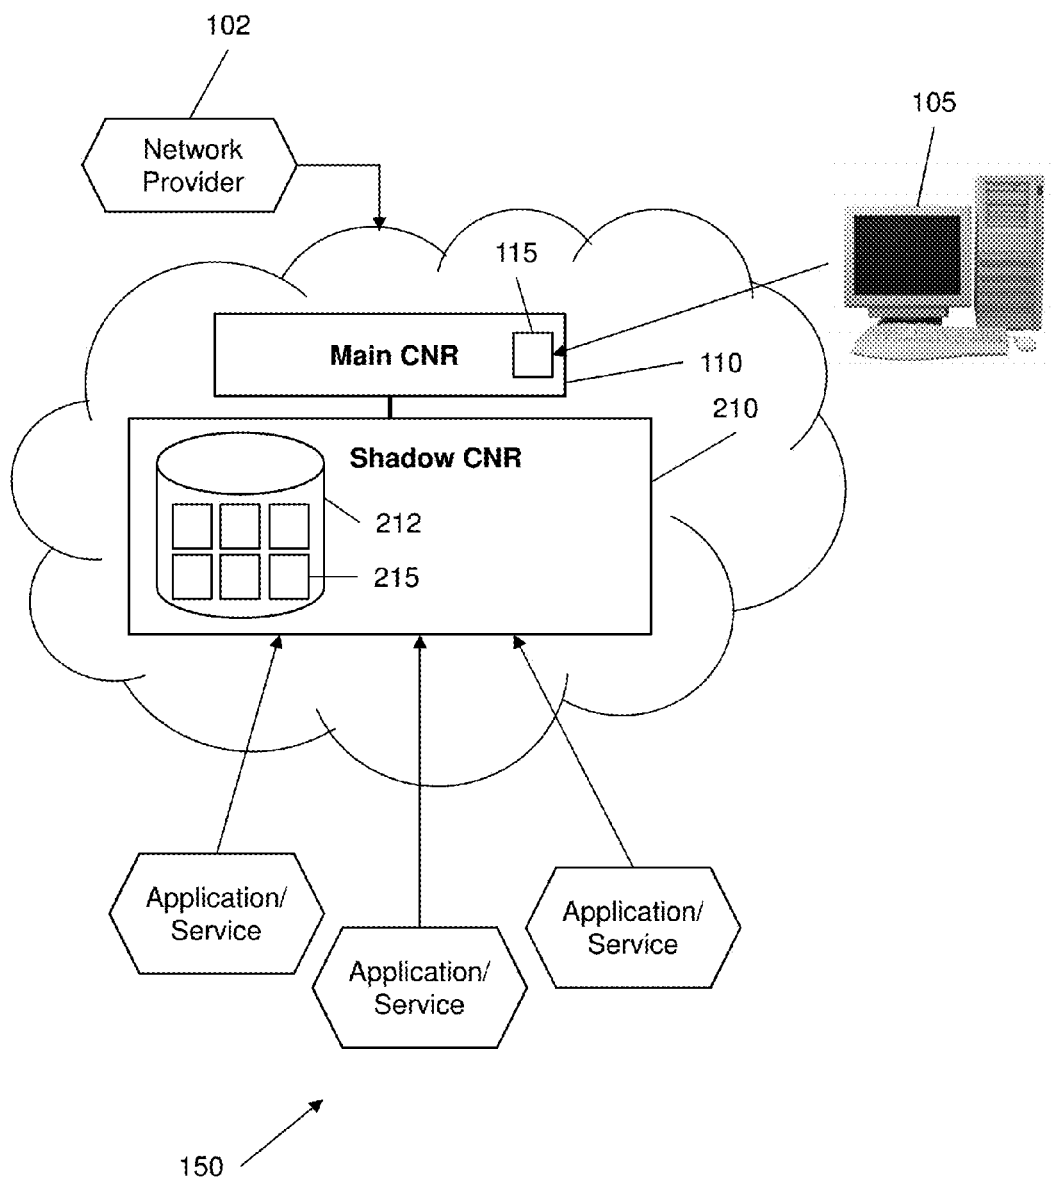 102
105
Network
Provider
115
Main CNR
110
210
Shadow CNR
212
215
Application/
Service
Application/
Service
Application/
Service
150